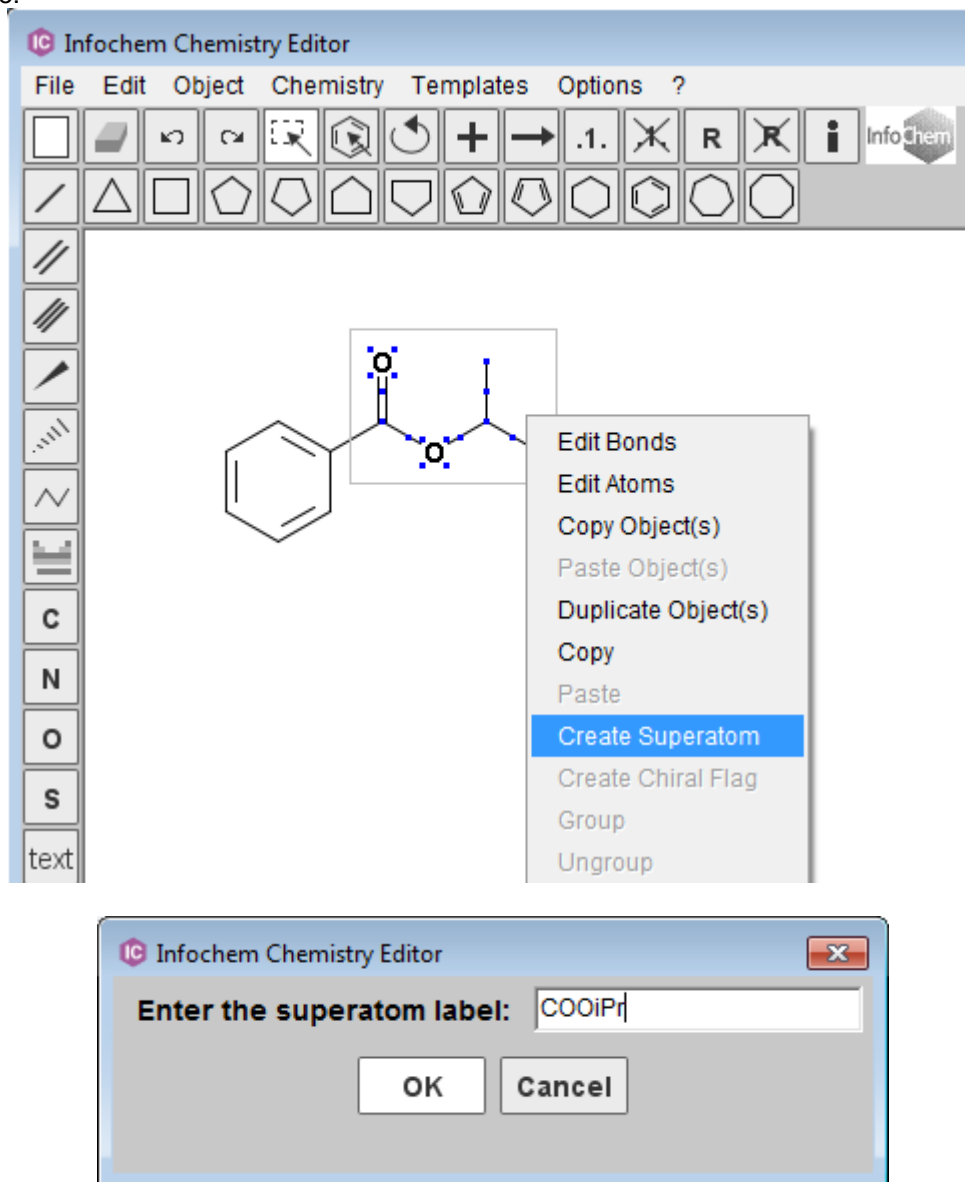 Infochem Chemistry Editor
File Edit Object Chemistry Templates Options ?
.1. 1 R R i InfoChem
O
O
Edit Bonds
Edit Atoms
Copy Object(s)
Paste Object(s)
Duplicate Object(s)
Copy
Paste
Create Superatom
Create Chiral Flag
Group
Ungroup
C
N
O
S
text
Infochem Chemistry Editor
Enter the superatom label: COOiPr
OK Cancel